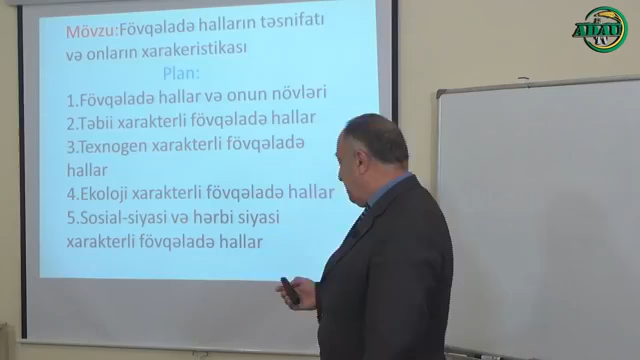 Mövzu:Fövqəladə halların təsnifatı
və onların xarakeristikası
Plan:
1.Fövqəladə hallar və onun növləri
2.Təbii xarakterli fövqəladə hallar
3.Texnogen xarakterli fövqəladə
hallar
4.Ekoloji xarakterli fövqəladə hallar
5.Sosial-siyasi və hərbi siyasi
xarakterli fövqəladə hallar
ADAU